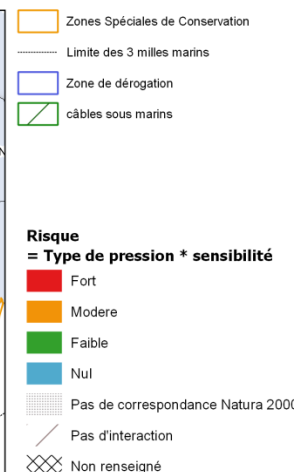 Zones Spéciales de Conservation
Limite des 3 milles marins
Zone de dérogation
câbles sous marins
Risque
= Type de pression * sensibilité
Fort
Modere
Faible
Nul
Pas de correspondance Natura 2000
Pas d'interaction
Non renseigné